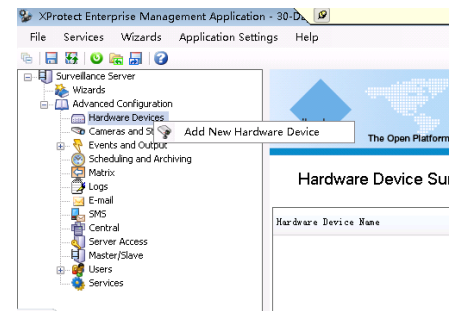 XProtect Enterprise Management Application - 30-D
File Services Wizards Application Settings Help
Surveillance Server
Wizards
Advanced Configuration
Hardware Devices
Cameras and St
Add New Hardware Device
Events and Output
Scheduling and Archiving
Matrix
Logs
E-mail
SMS
Central
Server Access
Master/Slave
Users
Services
The Open Platform
Hardware Device Su
Hardware Device Name